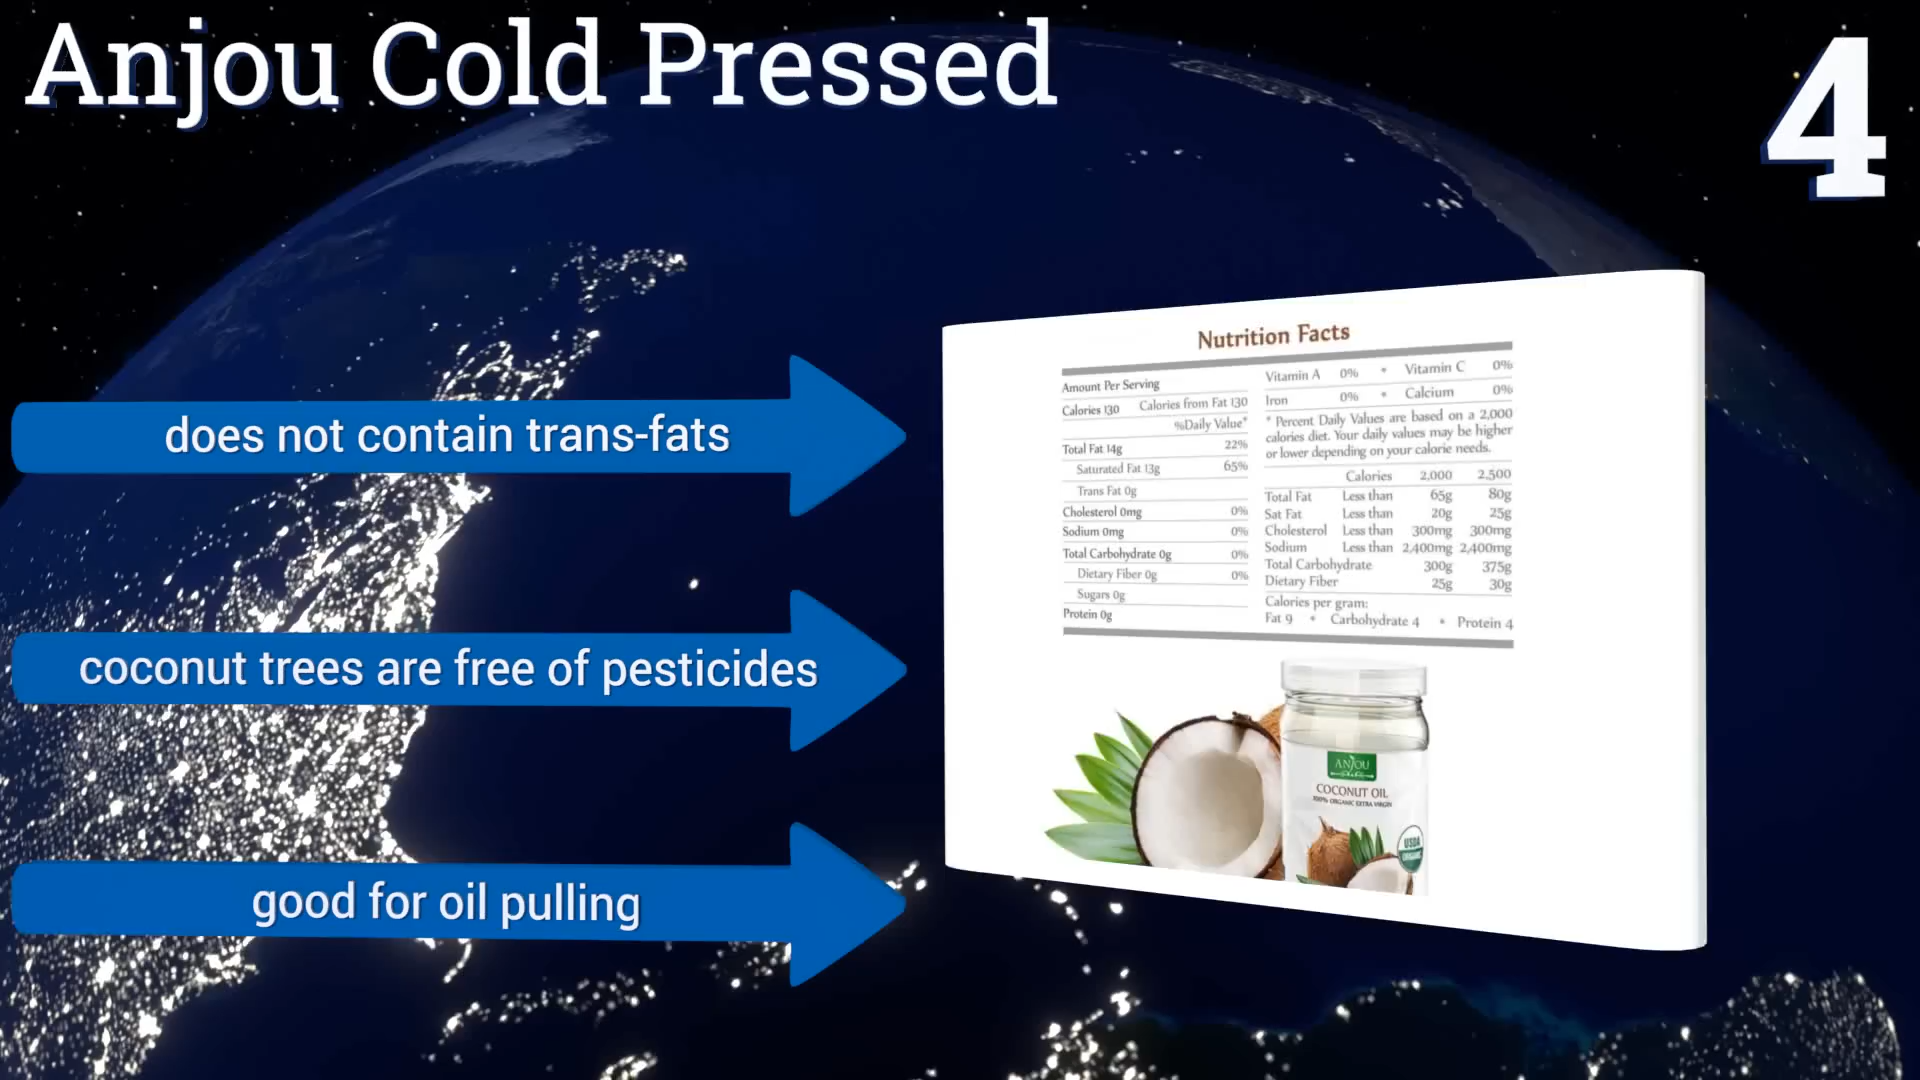 Anjou Cold Pressed
4
does not contain trans-fats
coconut trees are free of pesticides
good for oil pulling
Nutrition Facts
Amount Per Serving
Calories 130 Calories from Fat 130
%Daily Value*
Total Fat 14g 22%
Saturated Fat 13g 65%
Trans Fat 0g
Cholesterol 0mg 0%
Sodium 0mg 0%
Total Carbohydrate 0g 0%
Dietary Fiber 0g 0%
Sugars 0g
Protein 0g
Vitamin A 0% • Vitamin C 0%
Iron 0% • Calcium 0%
* Percent Daily Values are based on a 2,000
calories diet. Your daily values may be higher
or lower depending on your calorie needs.
Calories 2,000 2,500
Total Fat Less than 65g 80g
Sat Fat Less than 20g 25g
Cholesterol Less than 300mg 300mg
Sodium Less than 2,400mg 2,400mg
Total Carbohydrate 300g 375g
Dietary Fiber 25g 30g
Calories per gram:
Fat 9 • Carbohydrate 4 • Protein 4
ANJOU
COCONUT OIL
100% ORGANIC EXTRA VIRGIN
USDA
ORGANIC